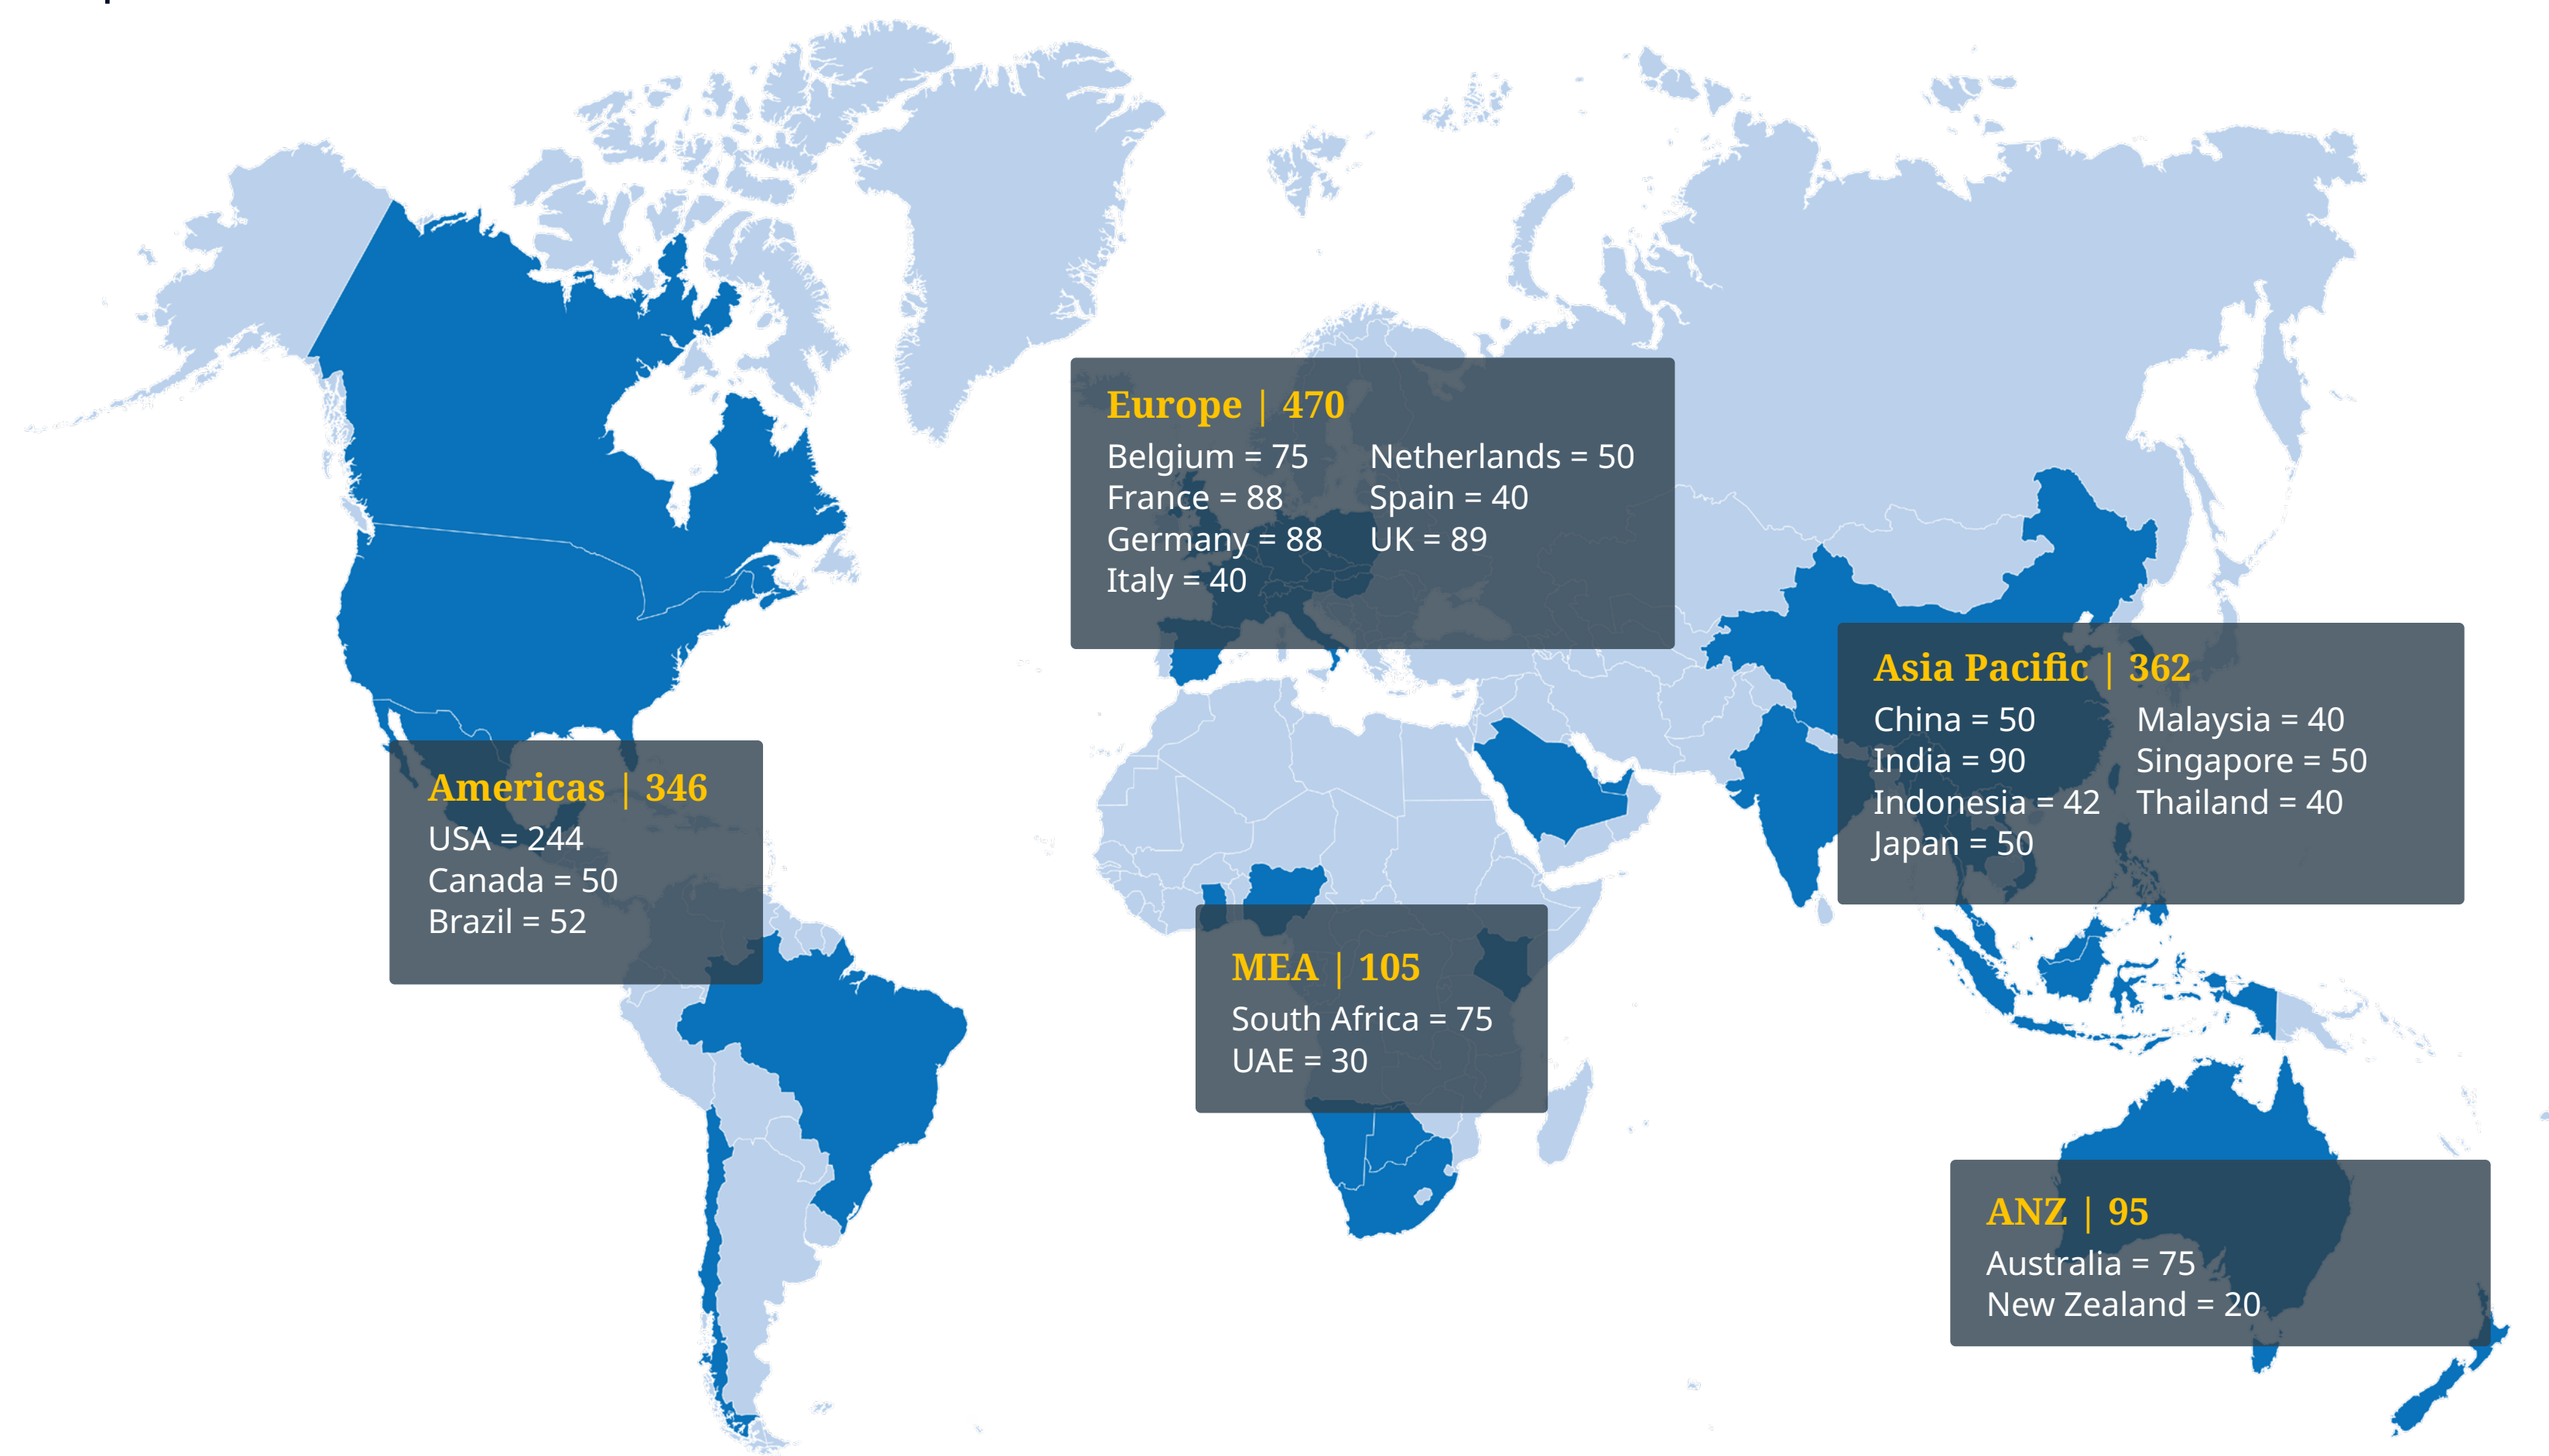 Europe | 470
Belgium = 75
France = 88
Germany = 88
Italy = 40
Netherlands = 50
Spain = 40
UK = 89
Asia Pacific | 362
China = 50
India = 90
Indonesia = 42
Japan = 50
Malaysia = 40
Singapore = 50
Thailand = 40
Americas | 346
USA = 244
Canada = 50
Brazil = 52
MEA | 105
South Africa = 75
UAE = 30
ANZ | 95
Australia = 75
New Zealand = 20